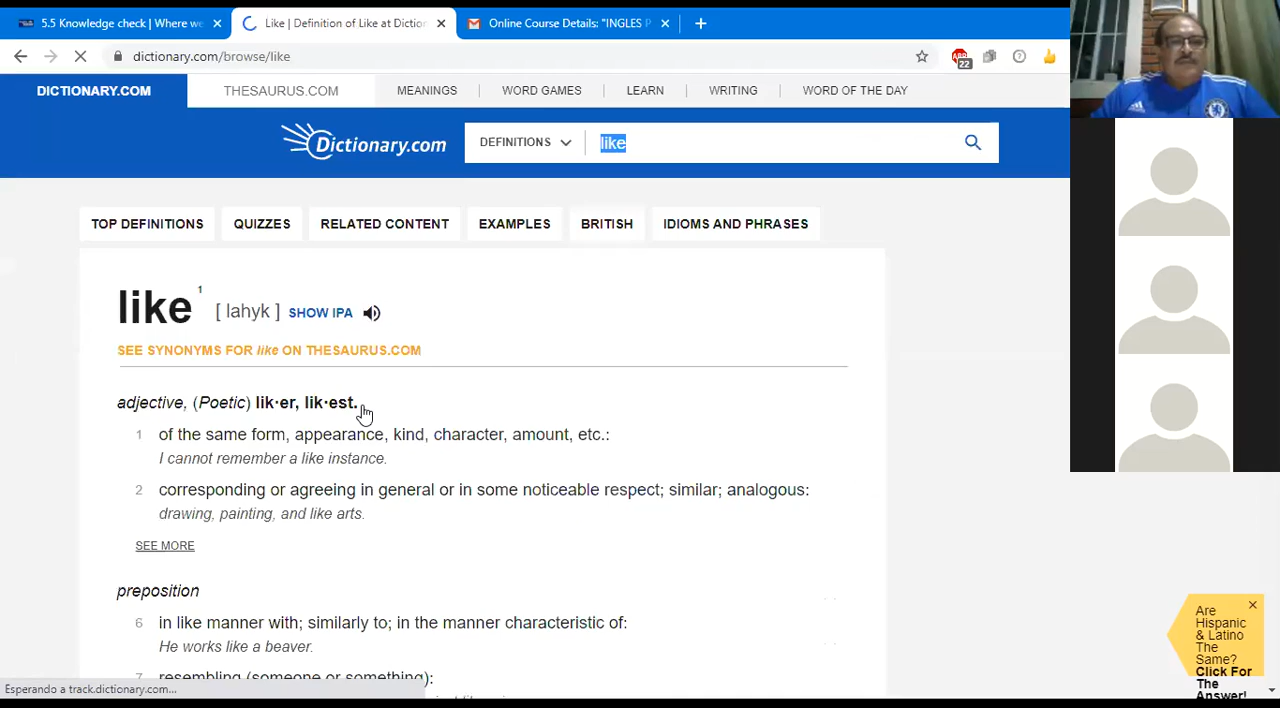 5.5 Knowledge check | Where we
Like | Definition of Like at Diction
Online Course Details: "INGLES P
dictionary.com/browse/like
22
DICTIONARY.COM
THESAURUS.COM
MEANINGS
WORD GAMES
LEARN
WRITING
WORD OF THE DAY
Dictionary.com
DEFINITIONS
like
TOP DEFINITIONS
QUIZZES
RELATED CONTENT
EXAMPLES
BRITISH
IDIOMS AND PHRASES
like 1 [ lahyk ] SHOW IPA
SEE SYNONYMS FOR like ON THESAURUS.COM
adjective, (Poetic) lik·er, lik·est.
1 of the same form, appearance, kind, character, amount, etc.:
I cannot remember a like instance.
2 corresponding or agreeing in general or in some noticeable respect; similar; analogous:
drawing, painting, and like arts.
SEE MORE
preposition
6 in like manner with; similarly to; in the manner characteristic of:
He works like a beaver.
7 resembling (someone or something):
Esperando a track.dictionary.com...
Are
Hispanic
& Latino
The
Same?
Click For
The
Answer!